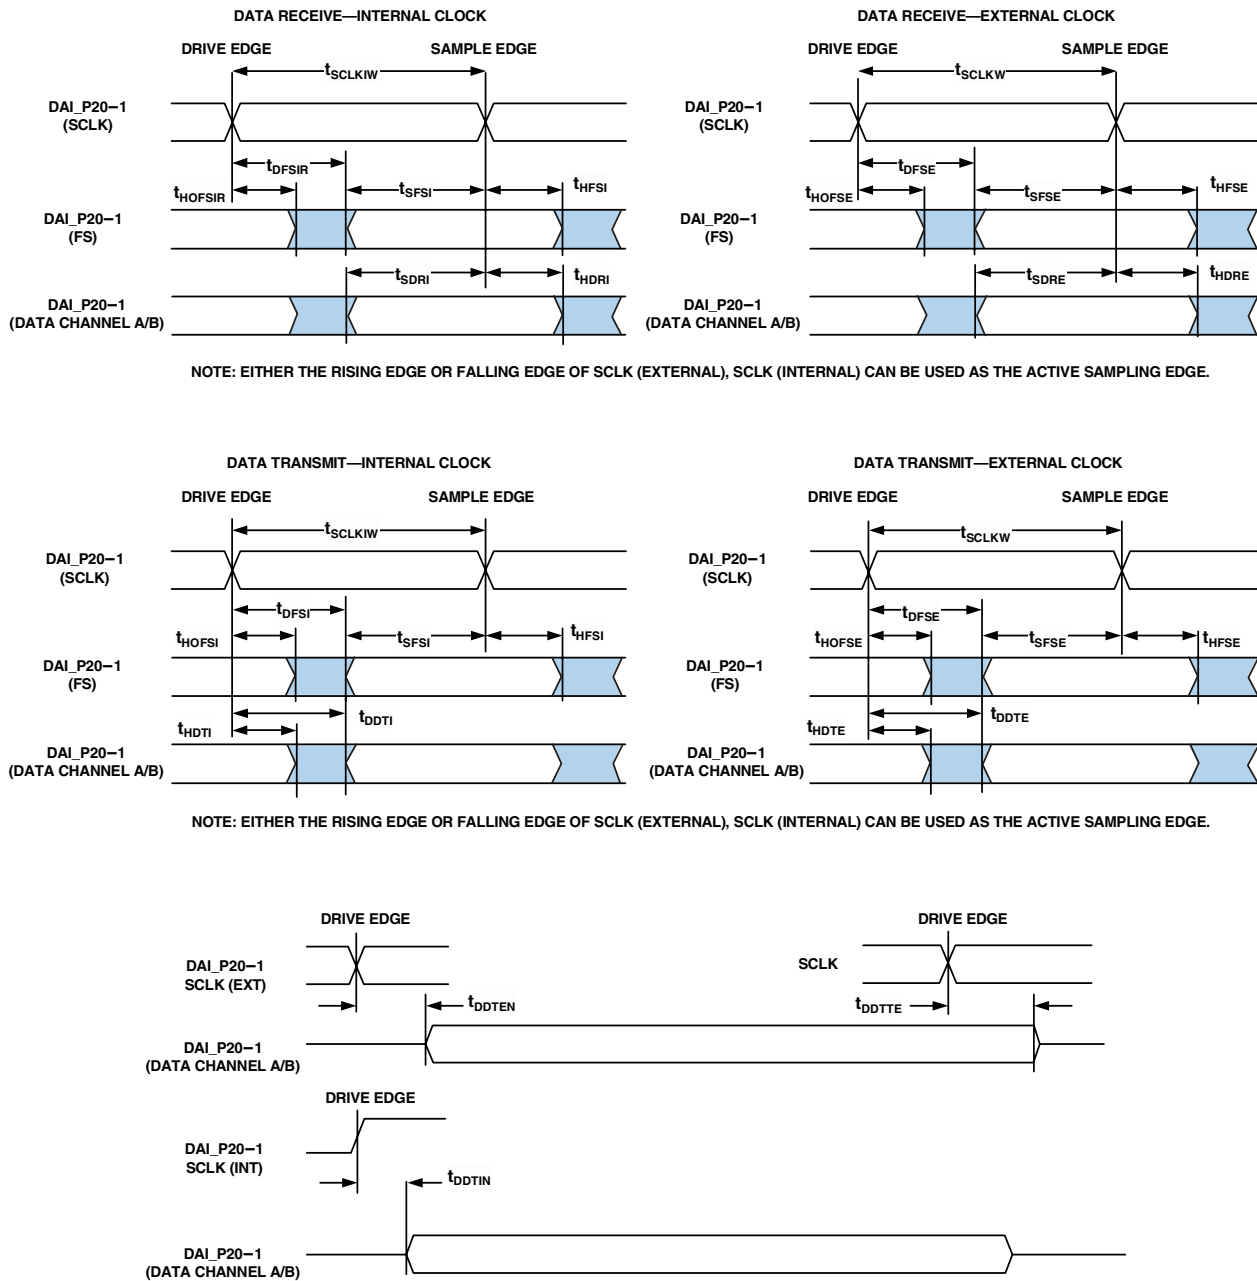 DATA RECEIVE—INTERNAL CLOCK
DRIVE EDGE
SAMPLE EDGE
tSCLKIW
DAI_P20–1
(SCLK)
tDFSIR
tHOFSIR
tSFSI
tHFSI
DAI_P20–1
(FS)
tSDRI
tHDRI
DAI_P20–1
(DATA CHANNEL A/B)
DATA RECEIVE—EXTERNAL CLOCK
DRIVE EDGE
SAMPLE EDGE
tSCLKW
DAI_P20–1
(SCLK)
tDFSE
tHOFSE
tSFSE
tHFSE
DAI_P20–1
(FS)
tSDRE
tHDRE
DAI_P20–1
(DATA CHANNEL A/B)
NOTE: EITHER THE RISING EDGE OR FALLING EDGE OF SCLK (EXTERNAL), SCLK (INTERNAL) CAN BE USED AS THE ACTIVE SAMPLING EDGE.
DATA TRANSMIT—INTERNAL CLOCK
DRIVE EDGE
SAMPLE EDGE
tSCLKIW
DAI_P20–1
(SCLK)
tDFSI
tHOFSI
tSFSI
tHFSI
DAI_P20–1
(FS)
tDDTI
tHDTI
DAI_P20–1
(DATA CHANNEL A/B)
DATA TRANSMIT—EXTERNAL CLOCK
DRIVE EDGE
SAMPLE EDGE
tSCLKW
DAI_P20–1
(SCLK)
tDFSE
tHOFSE
tSFSE
tHFSE
DAI_P20–1
(FS)
tDDTE
tHDTE
DAI_P20–1
(DATA CHANNEL A/B)
NOTE: EITHER THE RISING EDGE OR FALLING EDGE OF SCLK (EXTERNAL), SCLK (INTERNAL) CAN BE USED AS THE ACTIVE SAMPLING EDGE.
DRIVE EDGE
DRIVE EDGE
DAI_P20–1
SCLK (EXT)
SCLK
tDDTEN
tDDTTE
DAI_P20–1
(DATA CHANNEL A/B)
DRIVE EDGE
DAI_P20–1
SCLK (INT)
tDDTIN
DAI_P20–1
(DATA CHANNEL A/B)